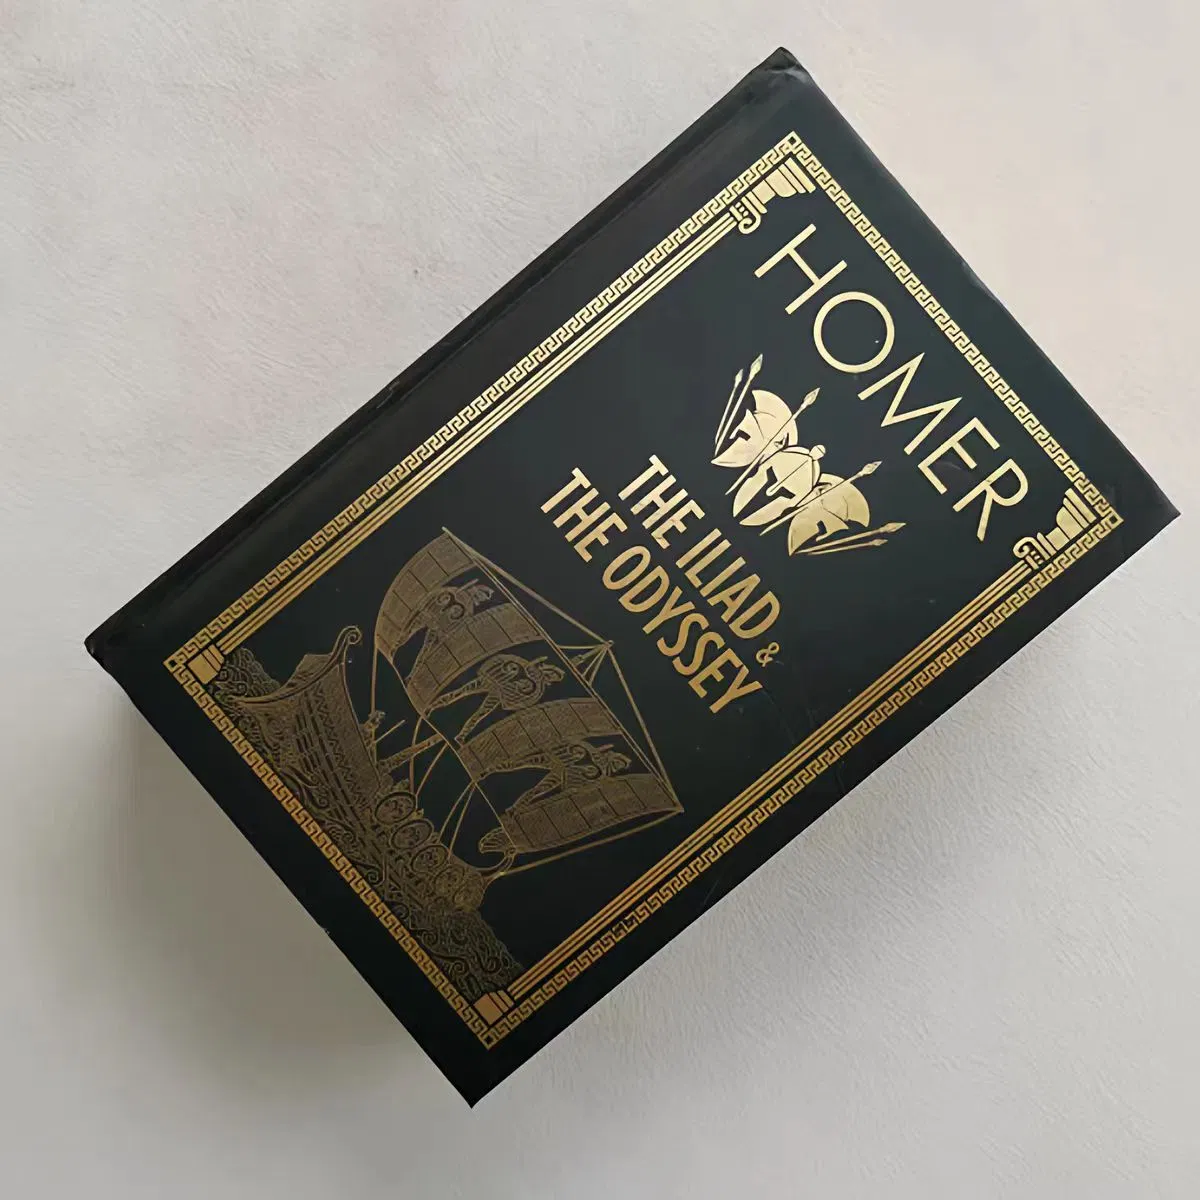 HOMER
THE ILIAD &
THE ODYSSEY